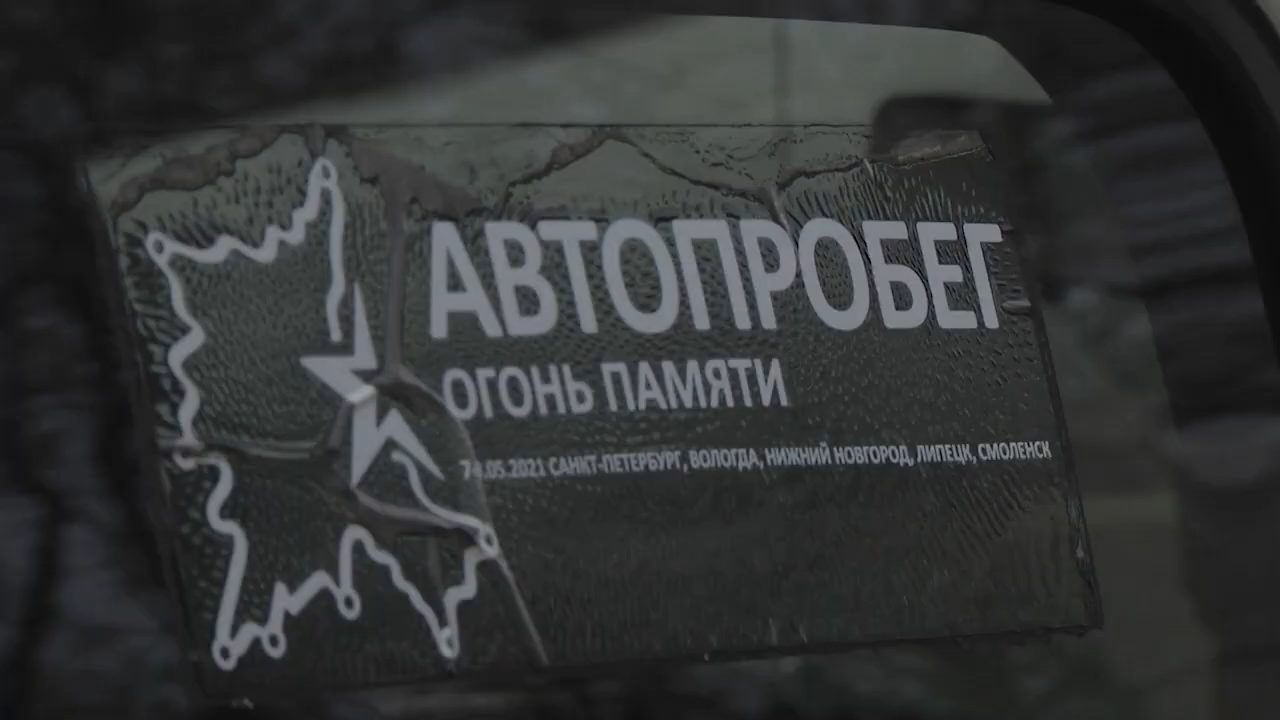 АВТОПРОБЕГ
ОГОНЬ ПАМЯТИ
.05.2021 САНКТ-ПЕТЕРБУРГ, ВОЛОГДА, НИЖНИЙ НОВГОРОД, ЛИПЕЦК, СМОЛЕНСК